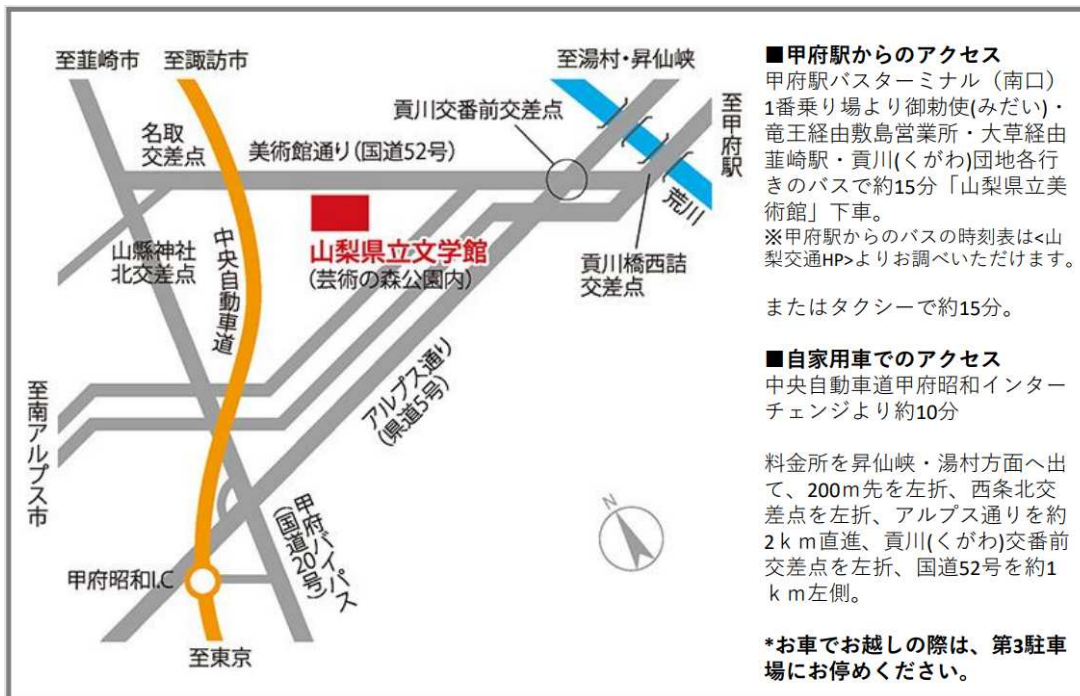 至韮崎市
至諏訪市
至湯村・昇仙峡
至甲府駅
名取
交差点
美術館通り(国道52号)
貢川交番前交差点
荒川
山梨県立文学館
(芸術の森公園内)
山縣神社
北交差点
中央自動車道
貢川橋西詰
交差点
アルプス通り
(県道5号)
至南アルプス市
甲府バイパス
(国道20号)
N
甲府昭和I.C
至東京
■甲府駅からのアクセス
甲府駅バスターミナル（南口）
1番乗り場より御勅使(みだい)・
竜王経由敷島営業所・大草経由
韮崎駅・貢川(くがわ)団地各行
きのバスで約15分「山梨県立美
術館」下車。
※甲府駅からのバスの時刻表は<山
梨交通HP>よりお調べいただけます。
またはタクシーで約15分。
■自家用車でのアクセス
中央自動車道甲府昭和インター
チェンジより約10分
料金所を昇仙峡・湯村方面へ出
て、200ｍ先を左折、西条北交
差点を左折、アルプス通りを約
2ｋｍ直進、貢川(くがわ)交番前
交差点を左折、国道52号を約1
ｋｍ左側。
*お車でお越しの際は、第3駐車
場にお停めください。